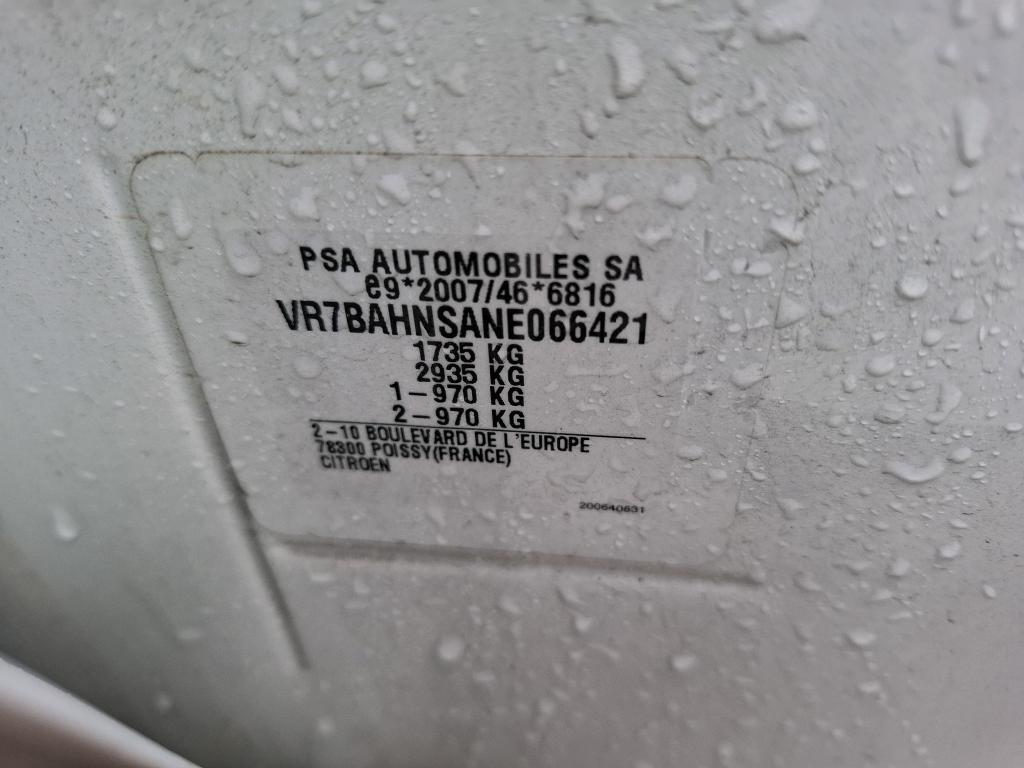 PSA AUTOMOBILES SA
e9*2007/46*6816
VR7BAHNSANE066421
1735 KG
2935 KG
1-970 KG
2-970 KG
2-10 BOULEVARD DE L'EUROPE
78300 POISSY(FRANCE)
CITROEN
200640631